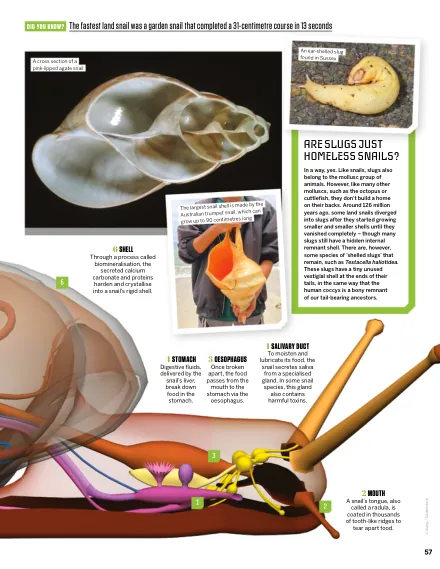 DID YOU KNOW? The fastest land snail was a garden snail that completed a 31-centimetre course in 13 seconds
A cross section of a
pink-lipped agate snail
An ear-shelled slug
found in Sussex
ARE SLUGS JUST
HOMELESS SNAILS?
In a way, yes. Like snails, slugs also
belong to the mollusc group of
animals. However, like many other
molluscs, such as the octopus or
cuttlefish, they don't build a home
on their backs. Around 126 million
years ago, some land snails diverged
into slugs after they started growing
smaller and smaller shells until they
vanished completely – though many
slugs still have a hidden internal
remnant shell. There are, however,
some species of 'shelled slugs' that
remain, such as Testacella haliotidea.
These slugs have a tiny unused
vestigial shell at the ends of their
tails, in the same way that the
human coccyx is a bony remnant
of our tail-bearing ancestors.
The largest snail shell is made by the
Australian trumpet snail, which can
grow up to 90 centimetres long
6 SHELL
Through a process called
biomineralisation, the
secreted calcium
carbonate and proteins
harden and crystallise
into a snail's rigid shell.
6
1 STOMACH
Digestive fluids,
delivered by the
snail's liver,
break down
food in the
stomach.
3 OESOPHAGUS
Once broken
apart, the food
passes from the
mouth to the
stomach via the
oesophagus.
1 SALIVARY DUCT
To moisten and
lubricate its food, the
snail secretes saliva
from a specialised
gland. In some snail
species, this gland
also contains
harmful toxins.
3
1
2
2 MOUTH
A snail's tongue, also
called a radula, is
coated in thousands
of tooth-like ridges to
tear apart food.
57